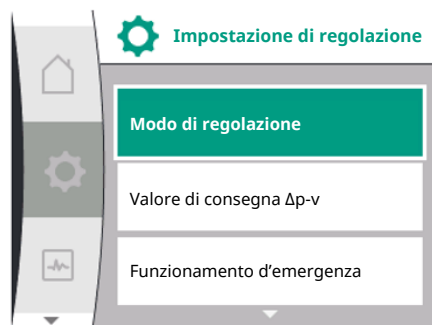 Impostazione di regolazione
Modo di regolazione
Valore di consegna Δp-v
Funzionamento d'emergenza